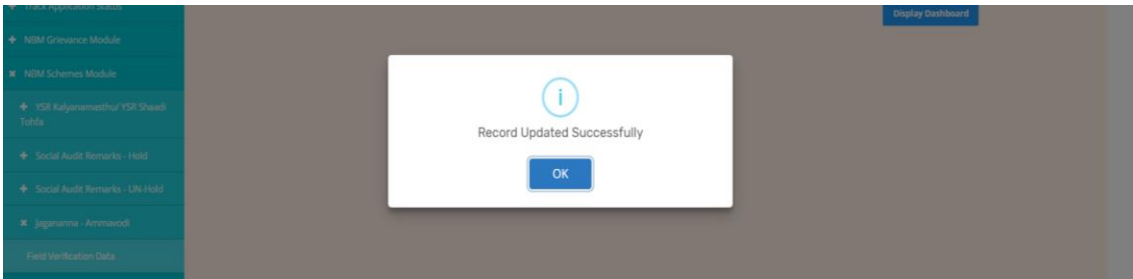 Track Application Status
Display Dashboard
NBM Grievance Module
NBM Schemes Module
YSR Kalyanamasthu/ YSR Shaadi
Tohfa
Social Audit Remarks - Hold
Social Audit Remarks - UN-Hold
Jagananna - Ammavodi
Field Verification Data
i
Record Updated Successfully
OK